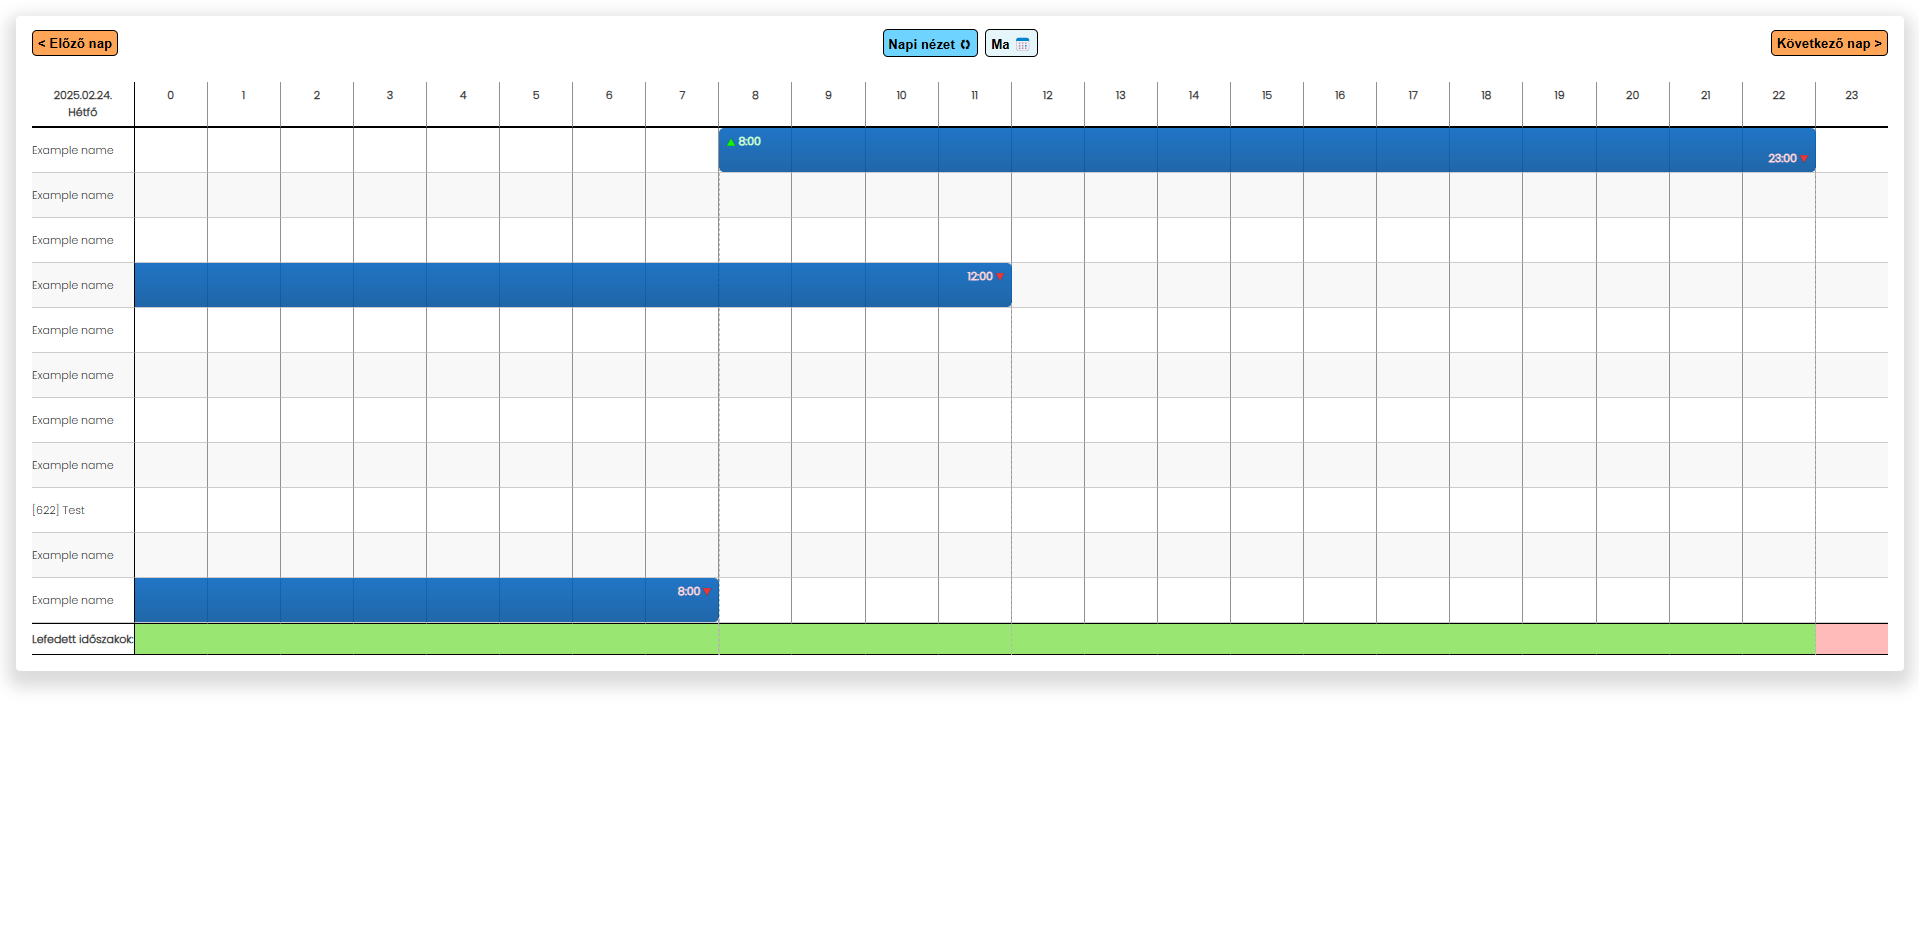 < Előző nap
Napi nézet
Ma
Következő nap >
2025.02.24.
Hétfő
0 1 2 3 4 5 6 7 8 9 10 11 12 13 14 15 16 17 18 19 20 21 22 23
Example name
▲ 8:00
23:00 ▼
Example name
Example name
Example name
12:00 ▼
Example name
Example name
Example name
Example name
[622] Test
Example name
Example name
8:00 ▼
Lefedett időszakok: